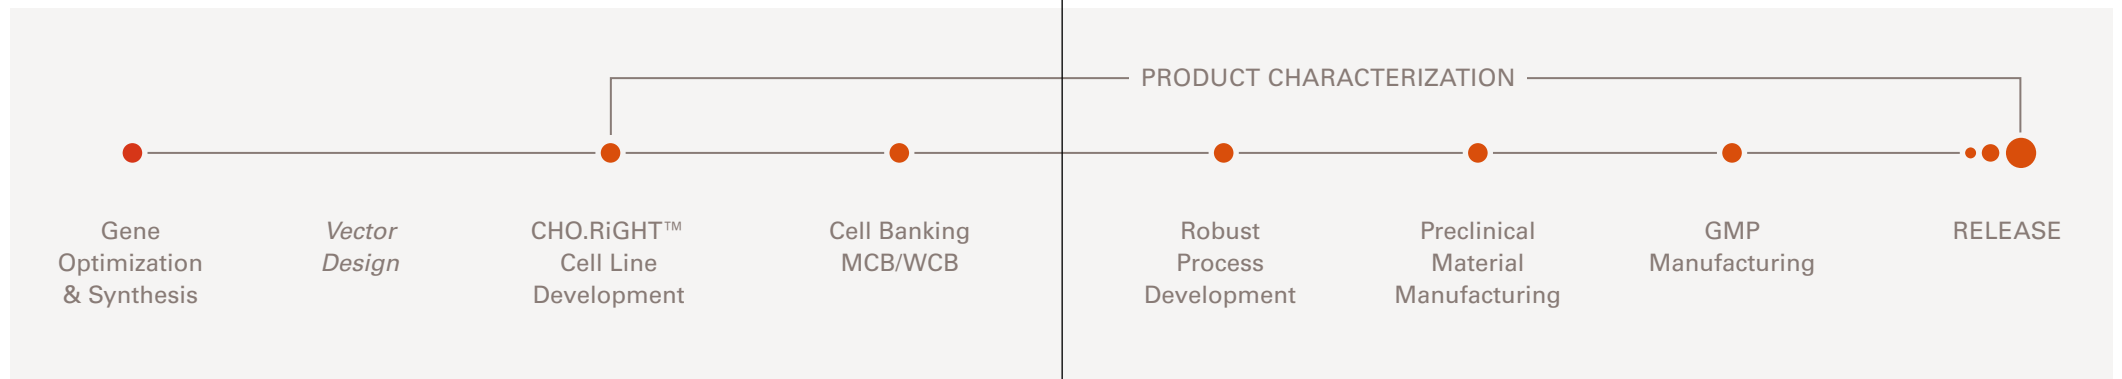 PRODUCT CHARACTERIZATION
Gene
Optimization
& Synthesis
Vector
Design
CHO.RiGHT™
Cell Line
Development
Cell Banking
MCB/WCB
Robust
Process
Development
Preclinical
Material
Manufacturing
GMP
Manufacturing
RELEASE